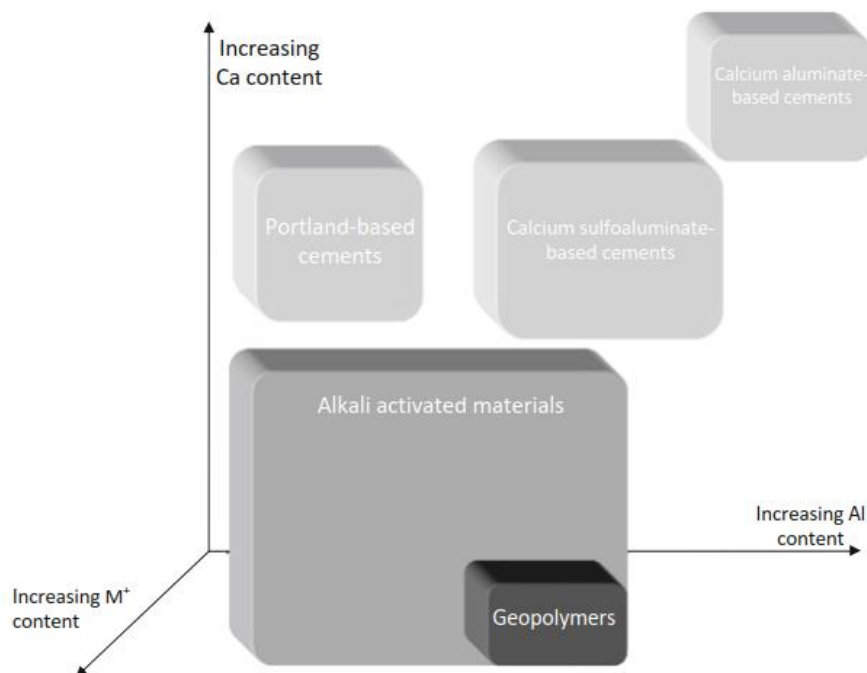 Increasing
Ca content
Calcium aluminate-
based cements
Portland-based
cements
Calcium sulfoaluminate-
based cements
Alkali activated materials
Increasing Al
content
Increasing M⁺
content
Geopolymers